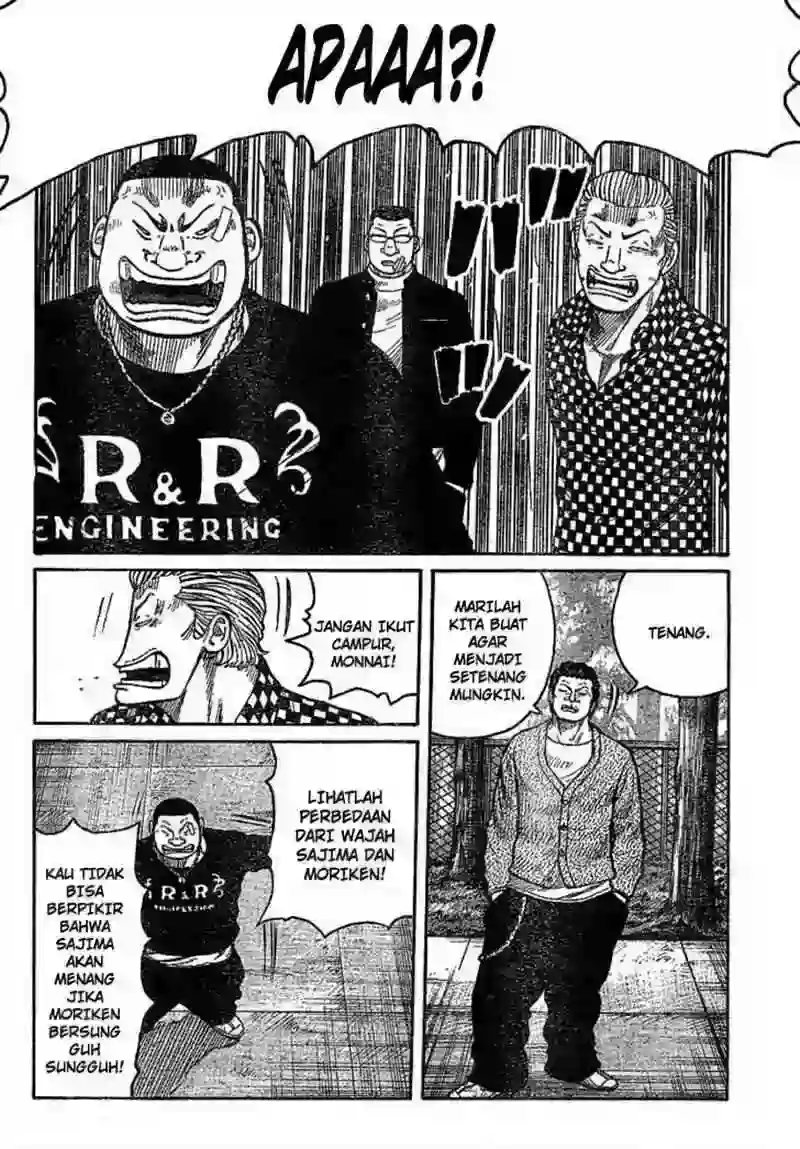 APAAA?!
R & R
ENGINEERING
TENANG.
MARILAH
KITA BUAT
AGAR
MENJADI
SETENANG
MUNGKIN.
JANGAN IKUT
CAMPUR,
MONNAI!
LIHATLAH
PERBEDAAN
DARI WAJAH
SAJIMA DAN
MORIKEN!
R & R
KAU TIDAK
BISA
BERPIKIR
BAHWA
SAJIMA
AKAN
MENANG
JIKA
MORIKEN
BERSUNG
GUH
SUNGGUH!